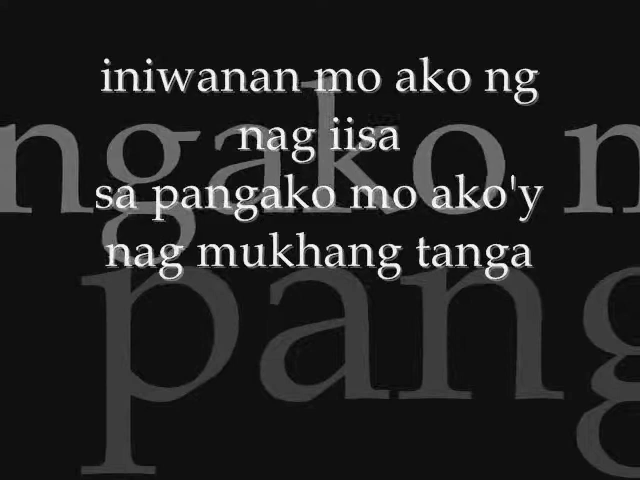 iniwanan mo ako ng
nag iisa
sa pangako mo ako'y
nag mukhang tanga